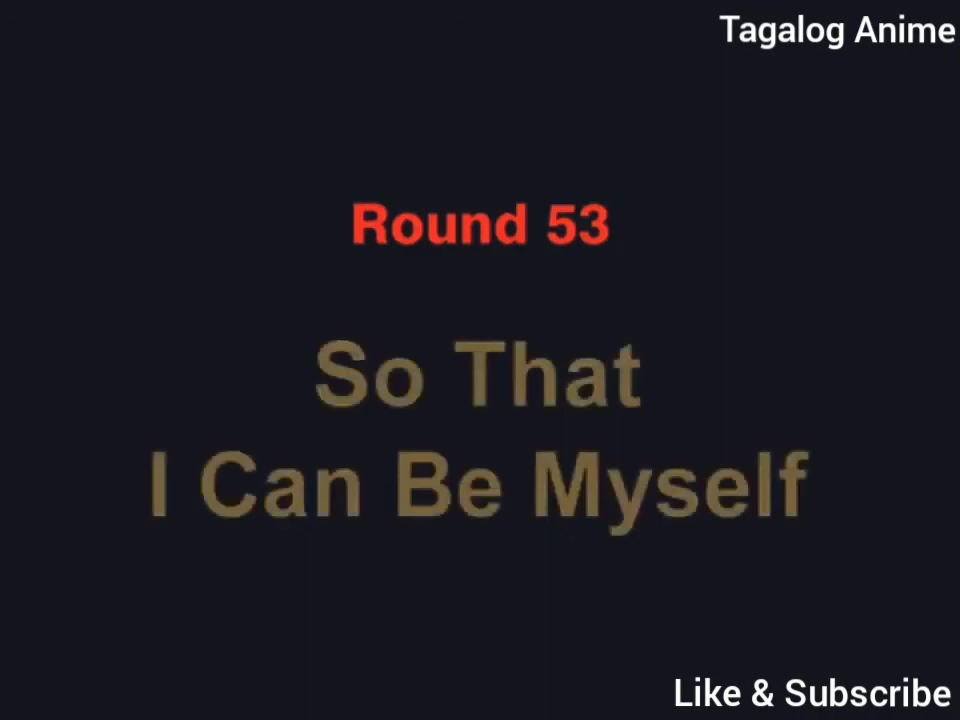 Tagalog Anime
Round 53
So That
I Can Be Myself
Like & Subscribe